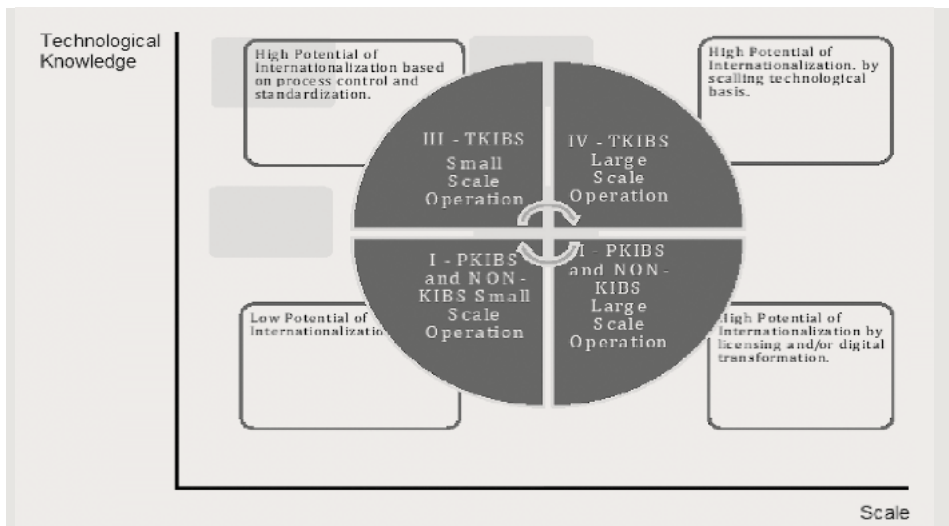 Technological
Knowledge
High Potential of
Internationalization based
on process control and
standardization.
High Potential of
Internationalization. by
scalling technological
basis.
III - TKIBS
Small
Scale
Operation
IV - TKIBS
Large
Scale
Operation
I - PKIBS
and NON-
KIBS Small
Scale
Operation
I - PKIBS
and NON-
KIBS
Large
Scale
Operation
Low Potential of
Internationalizatio
High Potential of
Internationalization by
licensing and/or digital
transformation.
Scale